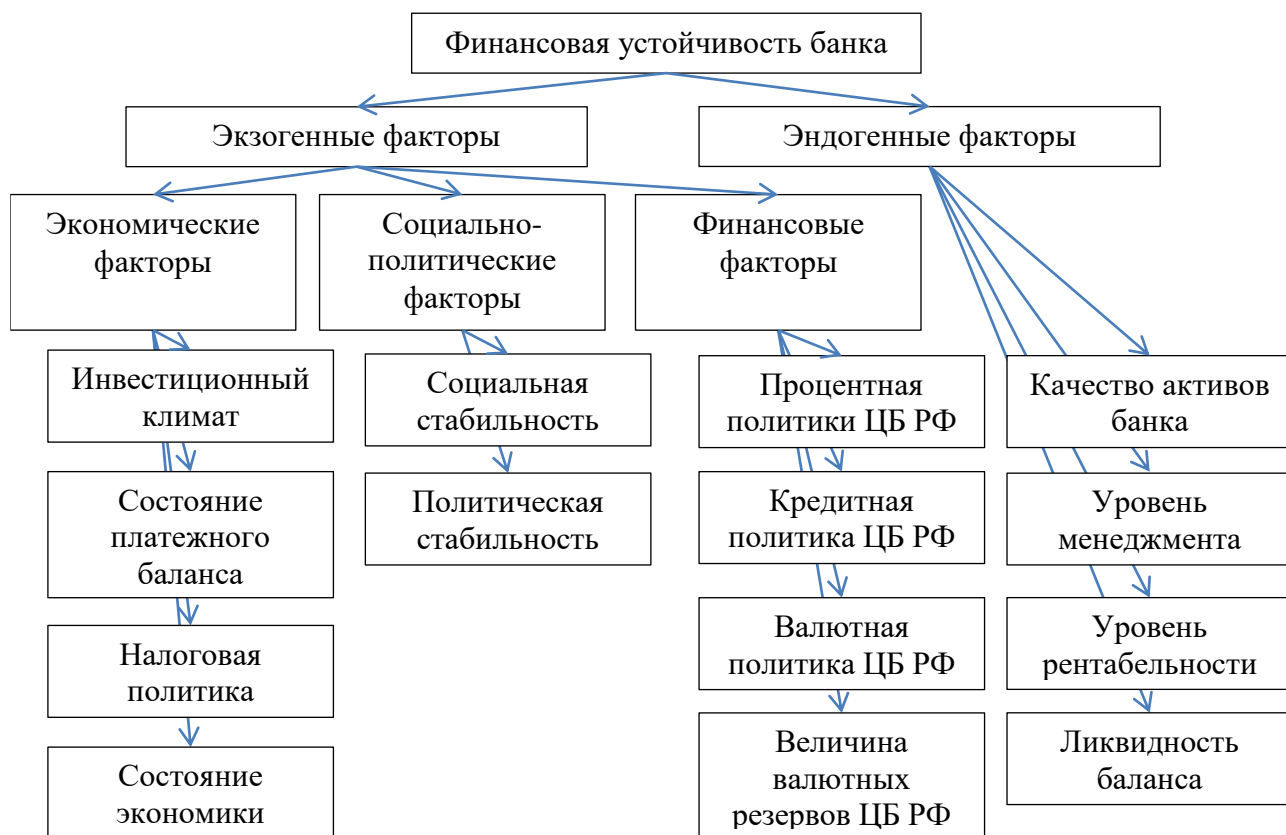 Финансовая устойчивость банка
Экзогенные факторы
Эндогенные факторы
Экономические
факторы
Социально-
политические
факторы
Финансовые
факторы
Инвестиционный
климат
Социальная
стабильность
Процентная
политики ЦБ РФ
Качество активов
банка
Состояние
платежного
баланса
Политическая
стабильность
Кредитная
политика ЦБ РФ
Уровень
менеджмента
Налоговая
политика
Валютная
политика ЦБ РФ
Уровень
рентабельности
Состояние
экономики
Величина
валютных
резервов ЦБ РФ
Ликвидность
баланса